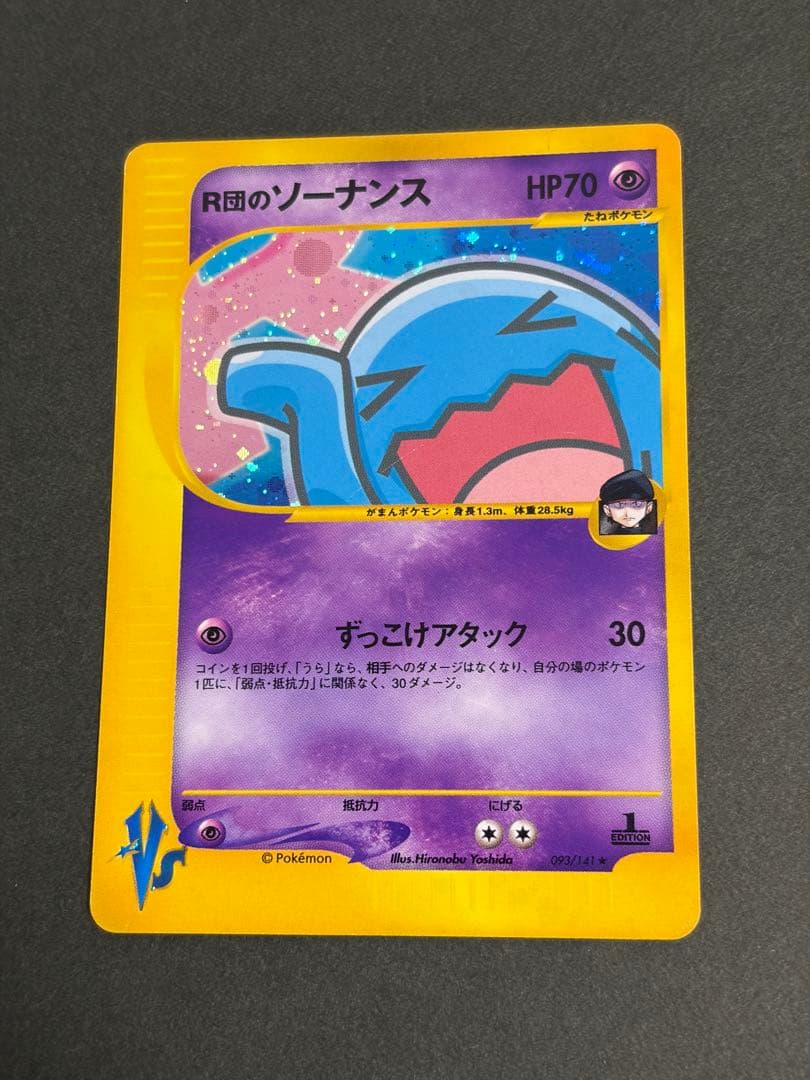 R団のソーナンス HP70
たねポケモン
がまんポケモン：身長1.3m、体重28.5kg
ずっこけアタック 30
コインを1回投げ、「うら」なら、相手へのダメージはなくなり、自分の場のポケモン
1匹に、「弱点・抵抗力」に関係なく、30ダメージ。
弱点 抵抗力 にげる
1
EDITION
VS
© Pokémon Illus.Hironobu Yoshida 093/141 ★